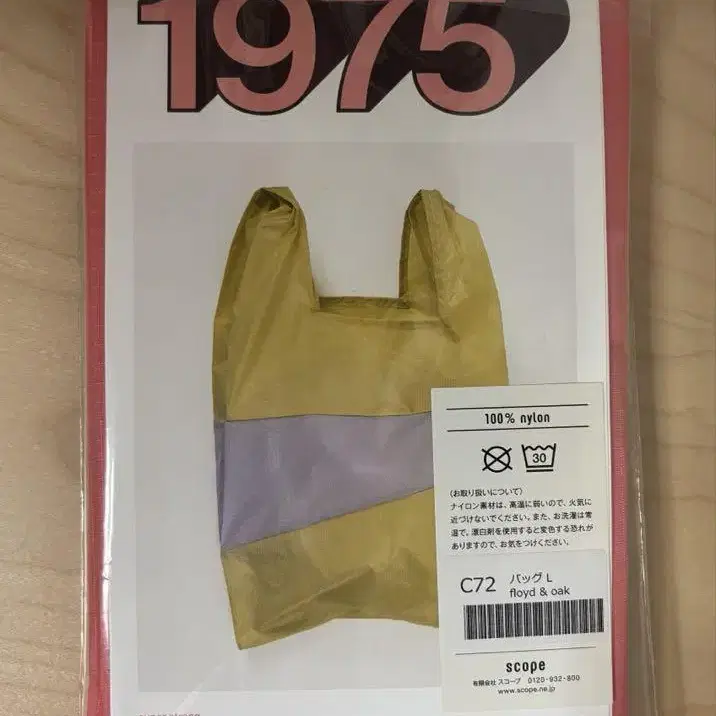 1975
100% nylon
30
(お取り扱いについて)
ナイロン素材は、高温に弱いので、火気に
近づけないでください。また、お洗濯は常
温で。漂白剤を使用すると変色する恐れが
ありますので、お気をつけください。
C72 バッグ L
floyd & oak
scope
有限会社 スコープ 0120-932-800
www.scope.ne.jp